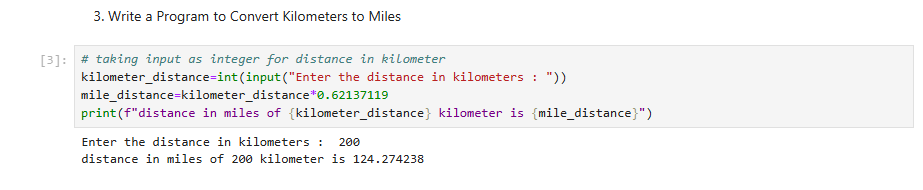 3. Write a Program to Convert Kilometers to Miles
[3]: # taking input as integer for distance in kilometer
kilometer_distance=int(input("Enter the distance in kilometers : "))
mile_distance=kilometer_distance*0.62137119
print(f"distance in miles of {kilometer_distance} kilometer is {mile_distance}")
Enter the distance in kilometers :  200
distance in miles of 200 kilometer is 124.274238